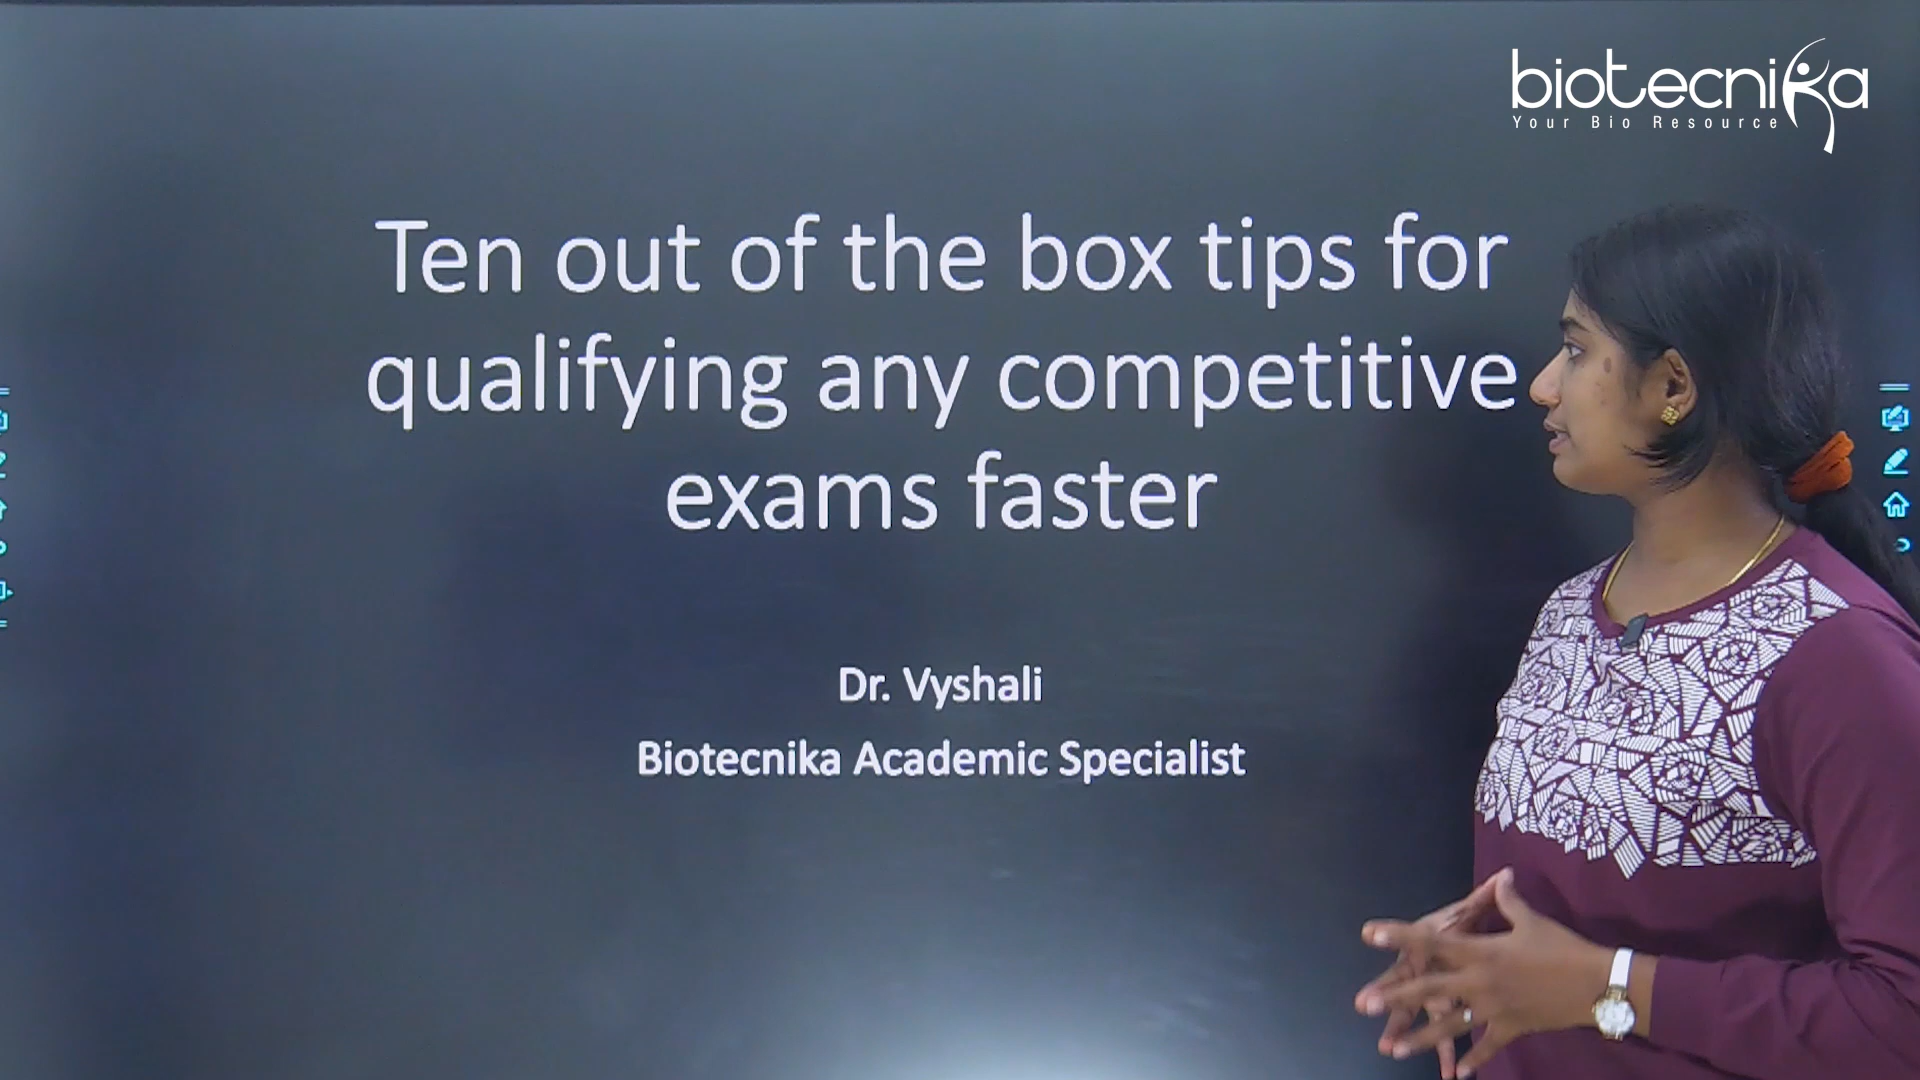 biotecnika
Your Bio Resource
Ten out of the box tips for
qualifying any competitive
exams faster
Dr. Vyshali
Biotecnika Academic Specialist